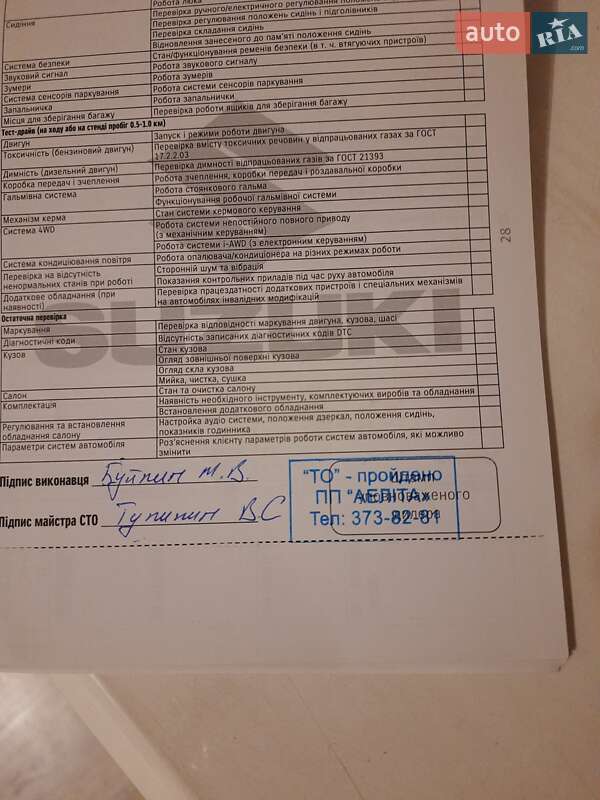 auto RIA .com
Робота люка
Сидіння
Перевірка ручного/електричного регулювання
Перевірка регулювання положень сидінь і підголівників
Перевірка складання сидінь
Відновлення занесеного до пам'яті положення сидінь
Система безпеки Стан/функціонування ременів безпеки (в т. ч. втягуючих пристроїв)
Звуковий сигнал Робота звукового сигналу
Зумери Робота зумерів
Система сенсорів паркування Робота системи сенсорів паркування
Запальничка Робота запальнички
Місця для зберігання багажу Перевірка роботи ящиків для зберігання багажу
Тест-драйв (на ходу або на стенді пробіг 0.5-1.0 км)
Двигун Запуск і режими роботи двигуна
Токсичність (бензиновий двигун) Перевірка вмісту токсичних речовин у відпрацьованих газах за ГОСТ
17.2.2.03
Димність (дизельний двигун) Перевірка димності відпрацьованих газів за ГОСТ 21393
Коробка передач і зчеплення Робота зчеплення, коробки передач і роздавальної коробки
Гальмівна система Робота стоянкового гальма
Функціонування робочої гальмівної системи
Механізм керма Стан системи кермового керування
Система 4WD Робота системи непостійного повного приводу
(з механічним керуванням)
Робота системи i-AWD (з електронним керуванням)
Система кондиціювання повітря Робота опалювача/кондиціонера на різних режимах роботи
Перевірка на відсутність Сторонній шум та вібрація
ненормальних станів при роботі Показання контрольних приладів під час руху автомобіля
Додаткове обладнання (при Перевірка працездатності додаткових пристроїв і спеціальних механізмів
наявності) на автомобілях інвалідних модифікацій
Остаточна перевірка
Маркування Перевірка відповідності маркування двигуна, кузова, шасі
Діагностичні коди Відсутність записаних діагностичних кодів DTC
Кузов Стан кузова
Огляд зовнішньої поверхні кузова
Огляд скла кузова
Мийка, чистка, сушка
Салон Стан та очистка салону
Комплектація Наявність необхідного інструменту, комплектуючих виробів та обладнання
Встановлення додаткового обладнання
Регулювання та встановлення Настройка аудіо системи, положення дзеркал, положення сидінь,
обладнання салону показників годинника
Параметри систем автомобіля Роз'яснення клієнту параметрів роботи систем автомобіля, які можливо
змінити
SUZUKI
28
Підпис виконавця
Підпис майстра СТО
"ТО" - пройдено
ПП "АЕЛІТА»
Тел: 373-82-81
уповноваженого
дилера